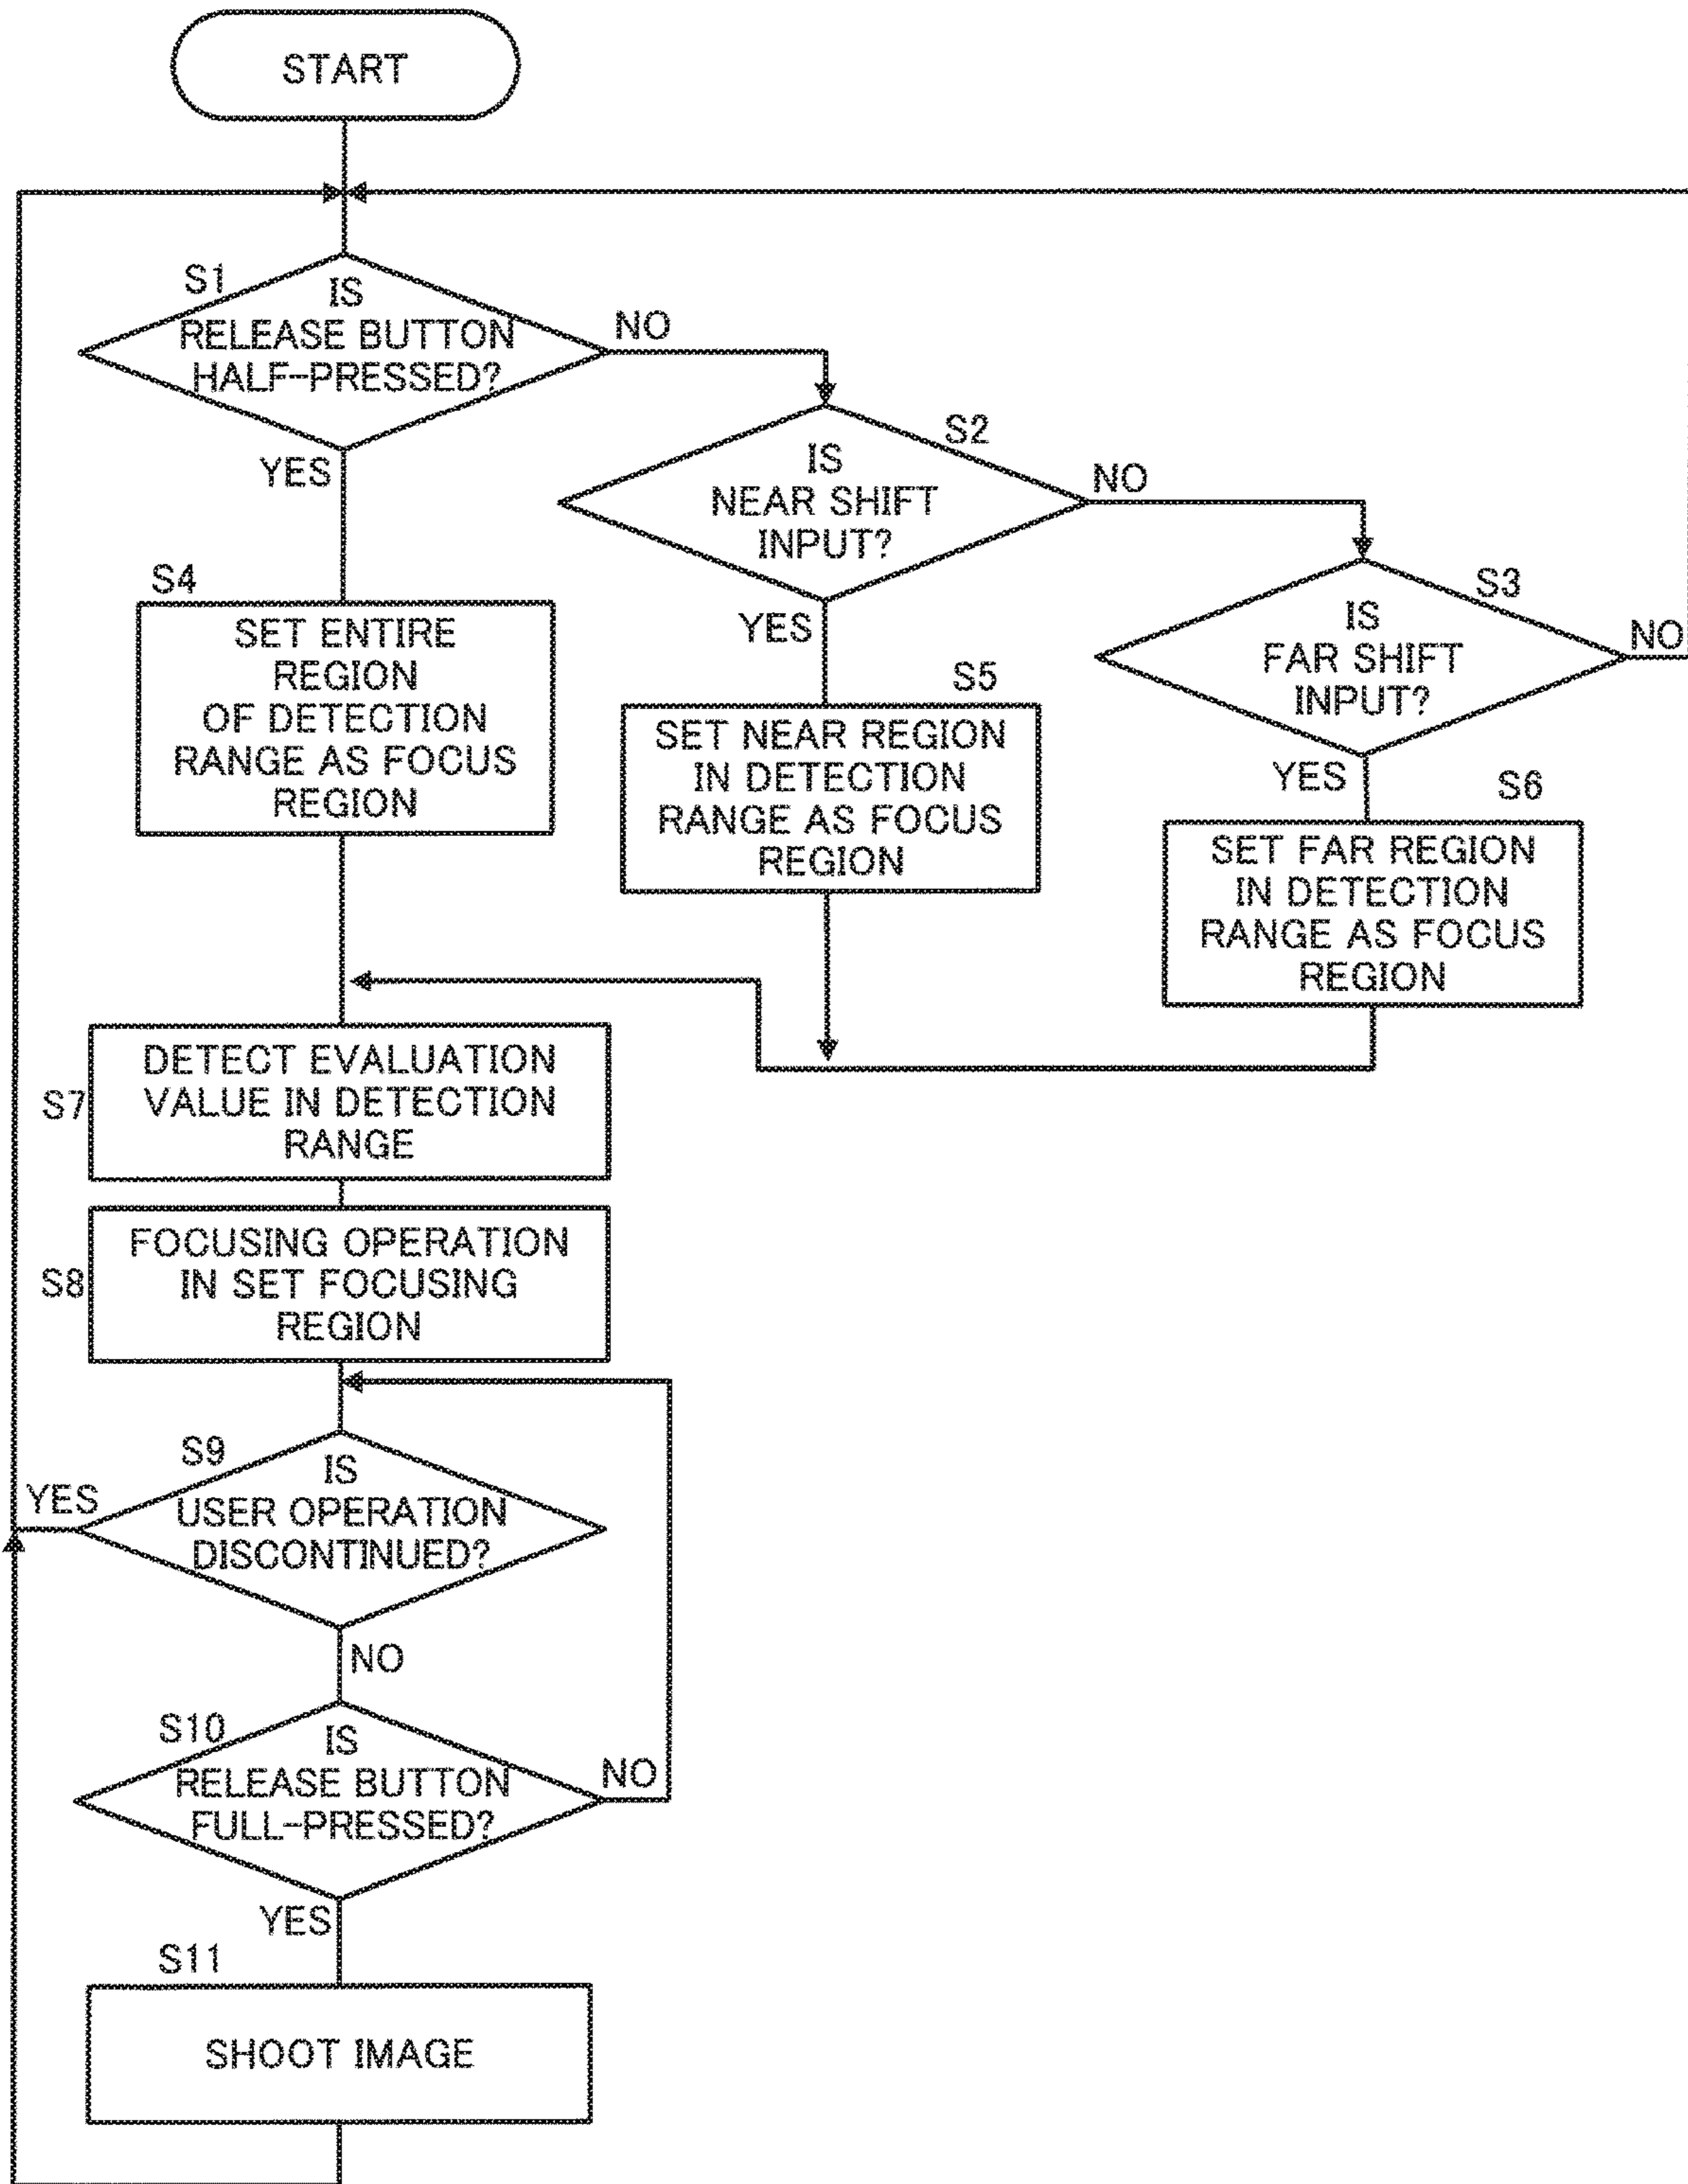 START
S1
IS
RELEASE BUTTON
HALF-PRESSED?
NO
YES
S2
IS
NEAR SHIFT
INPUT?
NO
YES
S3
IS
FAR SHIFT
INPUT?
NO
YES
S4
SET ENTIRE
REGION
OF DETECTION
RANGE AS FOCUS
REGION
S5
SET NEAR REGION
IN DETECTION
RANGE AS FOCUS
REGION
S6
SET FAR REGION
IN DETECTION
RANGE AS FOCUS
REGION
S7
DETECT EVALUATION
VALUE IN DETECTION
RANGE
S8
FOCUSING OPERATION
IN SET FOCUSING
REGION
S9
IS
USER OPERATION
DISCONTINUED?
YES
NO
S10
IS
RELEASE BUTTON
FULL-PRESSED?
NO
YES
S11
SHOOT IMAGE